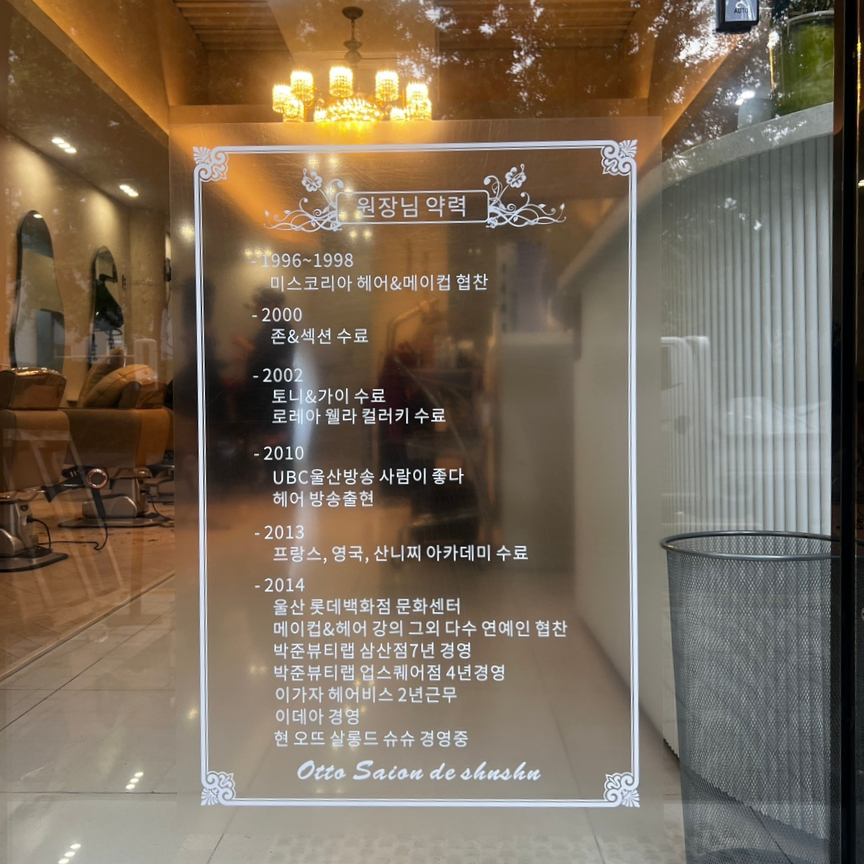 원장님 약력
- 1996~1998
미스코리아 헤어&메이컵 협찬
- 2000
존&섹션 수료
- 2002
토니&가이 수료
로레아 웰라 컬러키 수료
- 2010
UBC울산방송 사람이 좋다
헤어 방송출현
- 2013
프랑스, 영국, 산니찌 아카데미 수료
- 2014
울산 롯데백화점 문화센터
메이컵&헤어 강의 그외 다수 연예인 협찬
박준뷰티랩 삼산점7년 경영
박준뷰티랩 업스퀘어점 4년경영
이가자 헤어비스 2년근무
이데아 경영
현 오뜨 살롱드 슈슈 경영중
Otto Saion de shnshn
AUTO